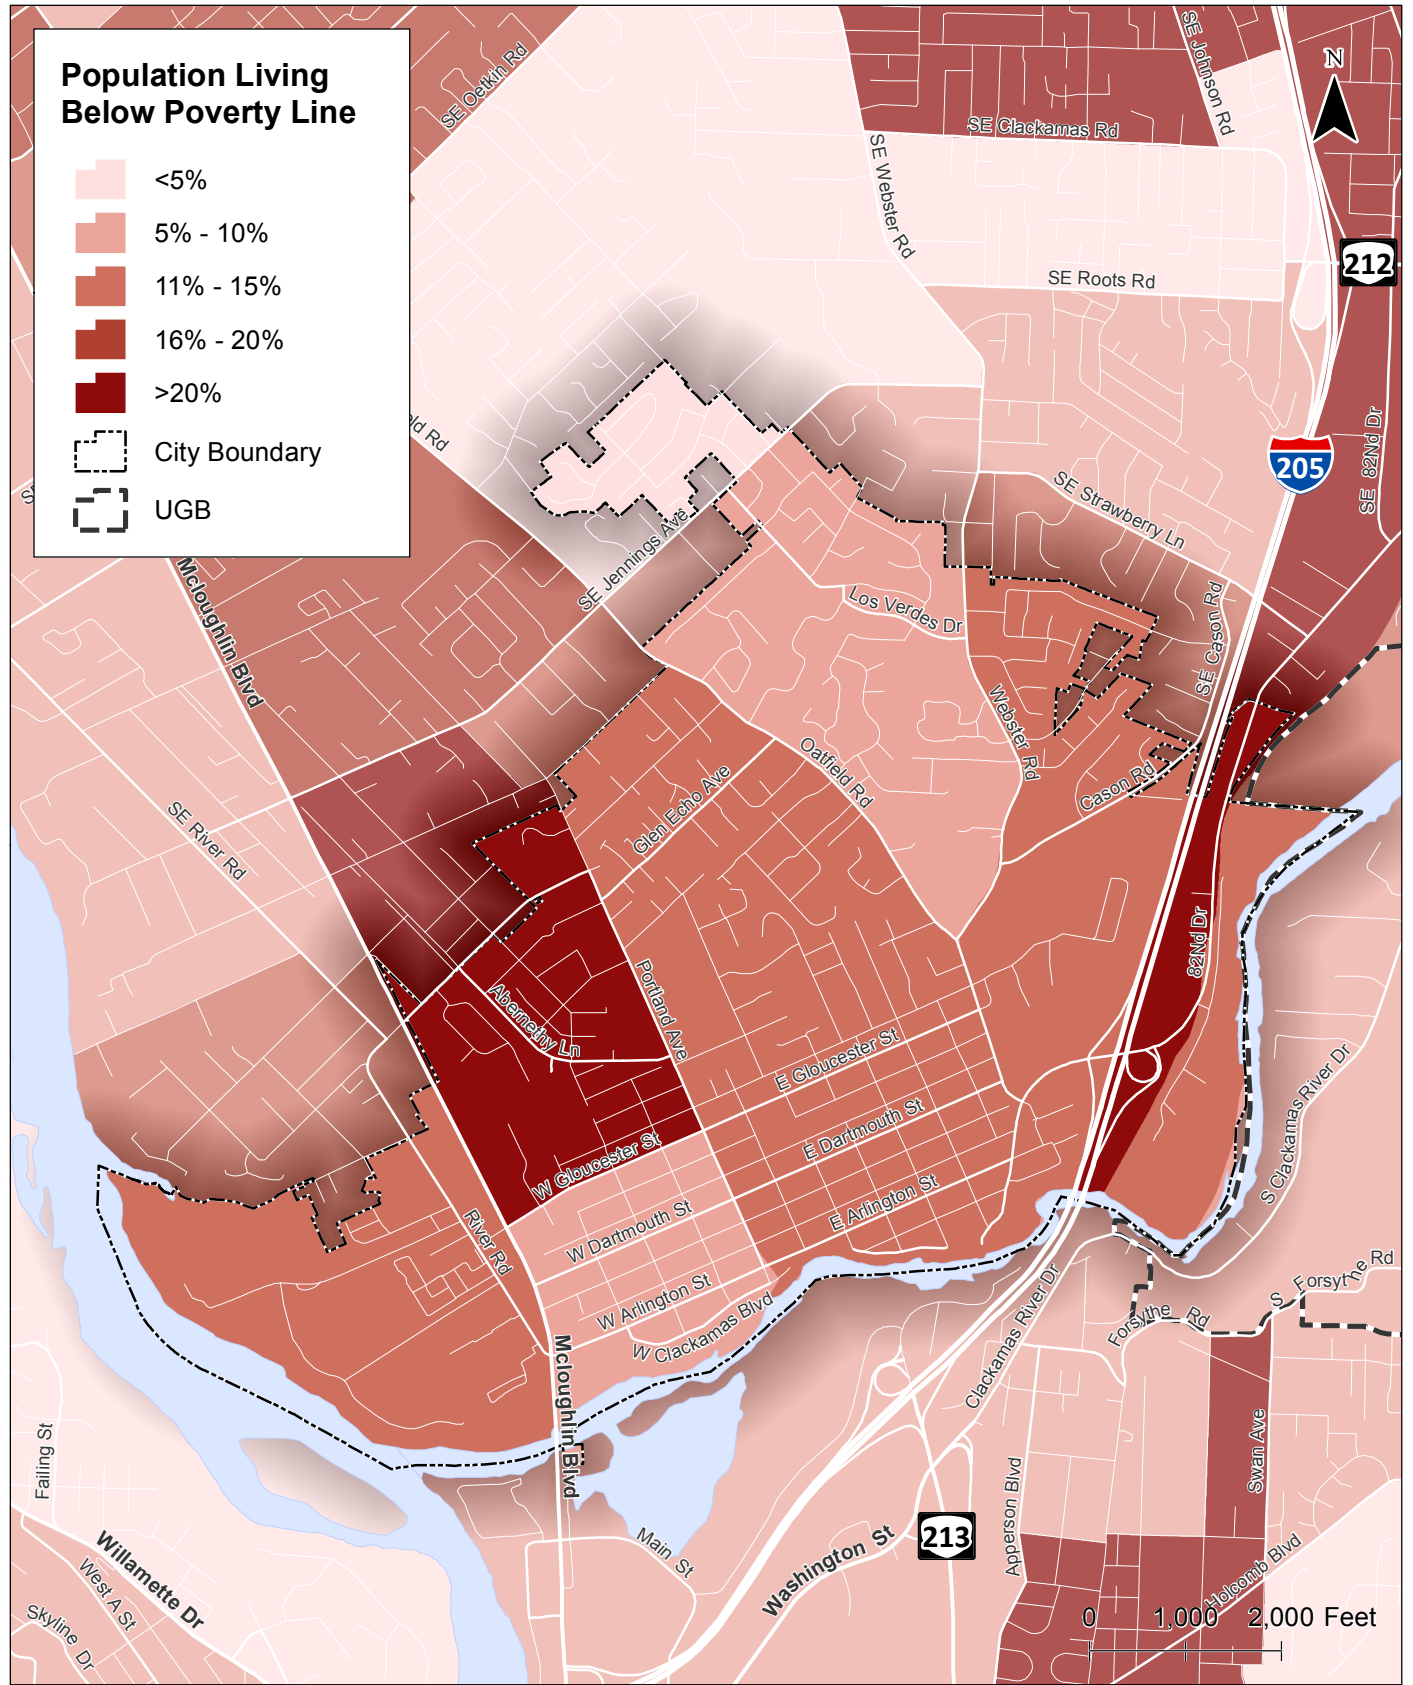 Population Living
Below Poverty Line
<5%
5% - 10%
11% - 15%
16% - 20%
>20%
City Boundary
UGB
N
SE Oetkin Rd
SE Johnson Rd
SE Clackamas Rd
SE Webster Rd
SE Roots Rd
212
205
SE 82Nd Dr
ld Rd
SE Jennings Ave
SE Strawberry Ln
SE Cason Rd
Los Verdes Dr
Mcloughlin Blvd
Webster Rd
Oatfield Rd
Glen Echo Ave
Cason Rd
SE River Rd
82Nd Dr
Portland Ave
Abernethy Ln
E Gloucester St
E Dartmouth St
E Arlington St
W Gloucester St
W Dartmouth St
W Arlington St
W Clackamas Blvd
River Rd
S Clackamas River Dr
Clackamas River Dr
S Forsythe Rd
Forsythe Rd
Mcloughlin Blvd
Failing St
Willamette Dr
West A St
Skyline Dr
Main St
Washington St
213
Apperson Blvd
Swan Ave
Holcomb Blvd
0 1,000 2,000 Feet